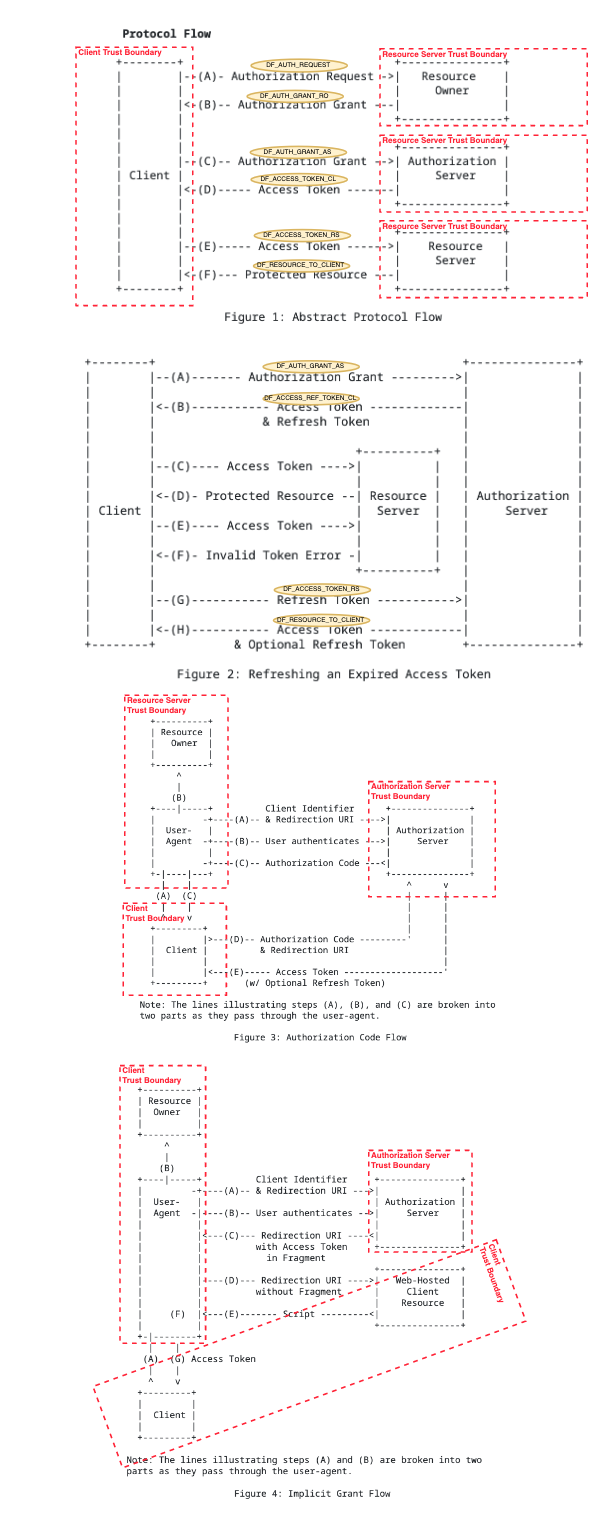 Protocol Flow
Client Trust Boundary
Resource Server Trust Boundary
DF_AUTH_REQUEST
(A)- Authorization Request -> Resource
Owner
DF_AUTH_GRANT_RO
<-(B)-- Authorization Grant ---
Resource Server Trust Boundary
DF_AUTH_GRANT_AS
--(C)-- Authorization Grant --> Authorization
Client Server
DF_ACCESS_TOKEN_CL
<-(D)----- Access Token -------
Resource Server Trust Boundary
DF_ACCESS_TOKEN_RS
--(E)----- Access Token ------> Resource
Server
DF_RESOURCE_TO_CLIENT
<-(F)--- Protected Resource ---
Figure 1: Abstract Protocol Flow
DF_AUTH_GRANT_AS
--(A)------- Authorization Grant --------->
DF_ACCESS_REF_TOKEN_CL
<-(B)----------- Access Token -------------
& Refresh Token
--(C)---- Access Token ---->
<-(D)- Protected Resource --| Resource | Authorization
Client Server Server
--(E)---- Access Token ---->
<-(F)- Invalid Token Error -
DF_ACCESS_TOKEN_RS
--(G)----------- Refresh Token ----------->
DF_RESOURCE_TO_CLIENT
<-(H)----------- Access Token -------------
& Optional Refresh Token
Figure 2: Refreshing an Expired Access Token
Resource Server
Trust Boundary
Resource
Owner
(B)
Authorization Server
Trust Boundary
Client Identifier
(A)-- & Redirection URI ---->
User- Authorization
Agent (B)-- User authenticates ---> Server
(C)-- Authorization Code ---<
(A) (C)
Client
Trust Boundary
>---(D)-- Authorization Code ---------'
Client & Redirection URI
<---(E)----- Access Token -------------------'
(w/ Optional Refresh Token)
Note: The lines illustrating steps (A), (B), and (C) are broken into
two parts as they pass through the user-agent.
Figure 3: Authorization Code Flow
Client
Trust Boundary
Resource
Owner
(B)
Authorization Server
Trust Boundary
Client Identifier
(A)-- & Redirection URI --->
User- Authorization
Agent (B)-- User authenticates --> Server
<---(C)--- Redirection URI ----<
with Access Token
in Fragment
Client
Trust Boundary
----(D)--- Redirection URI ----> Web-Hosted
without Fragment Client
Resource
(F) <---(E)------- Script ---------<
(A) (G) Access Token
Client
Note: The lines illustrating steps (A) and (B) are broken into two
parts as they pass through the user-agent.
Figure 4: Implicit Grant Flow